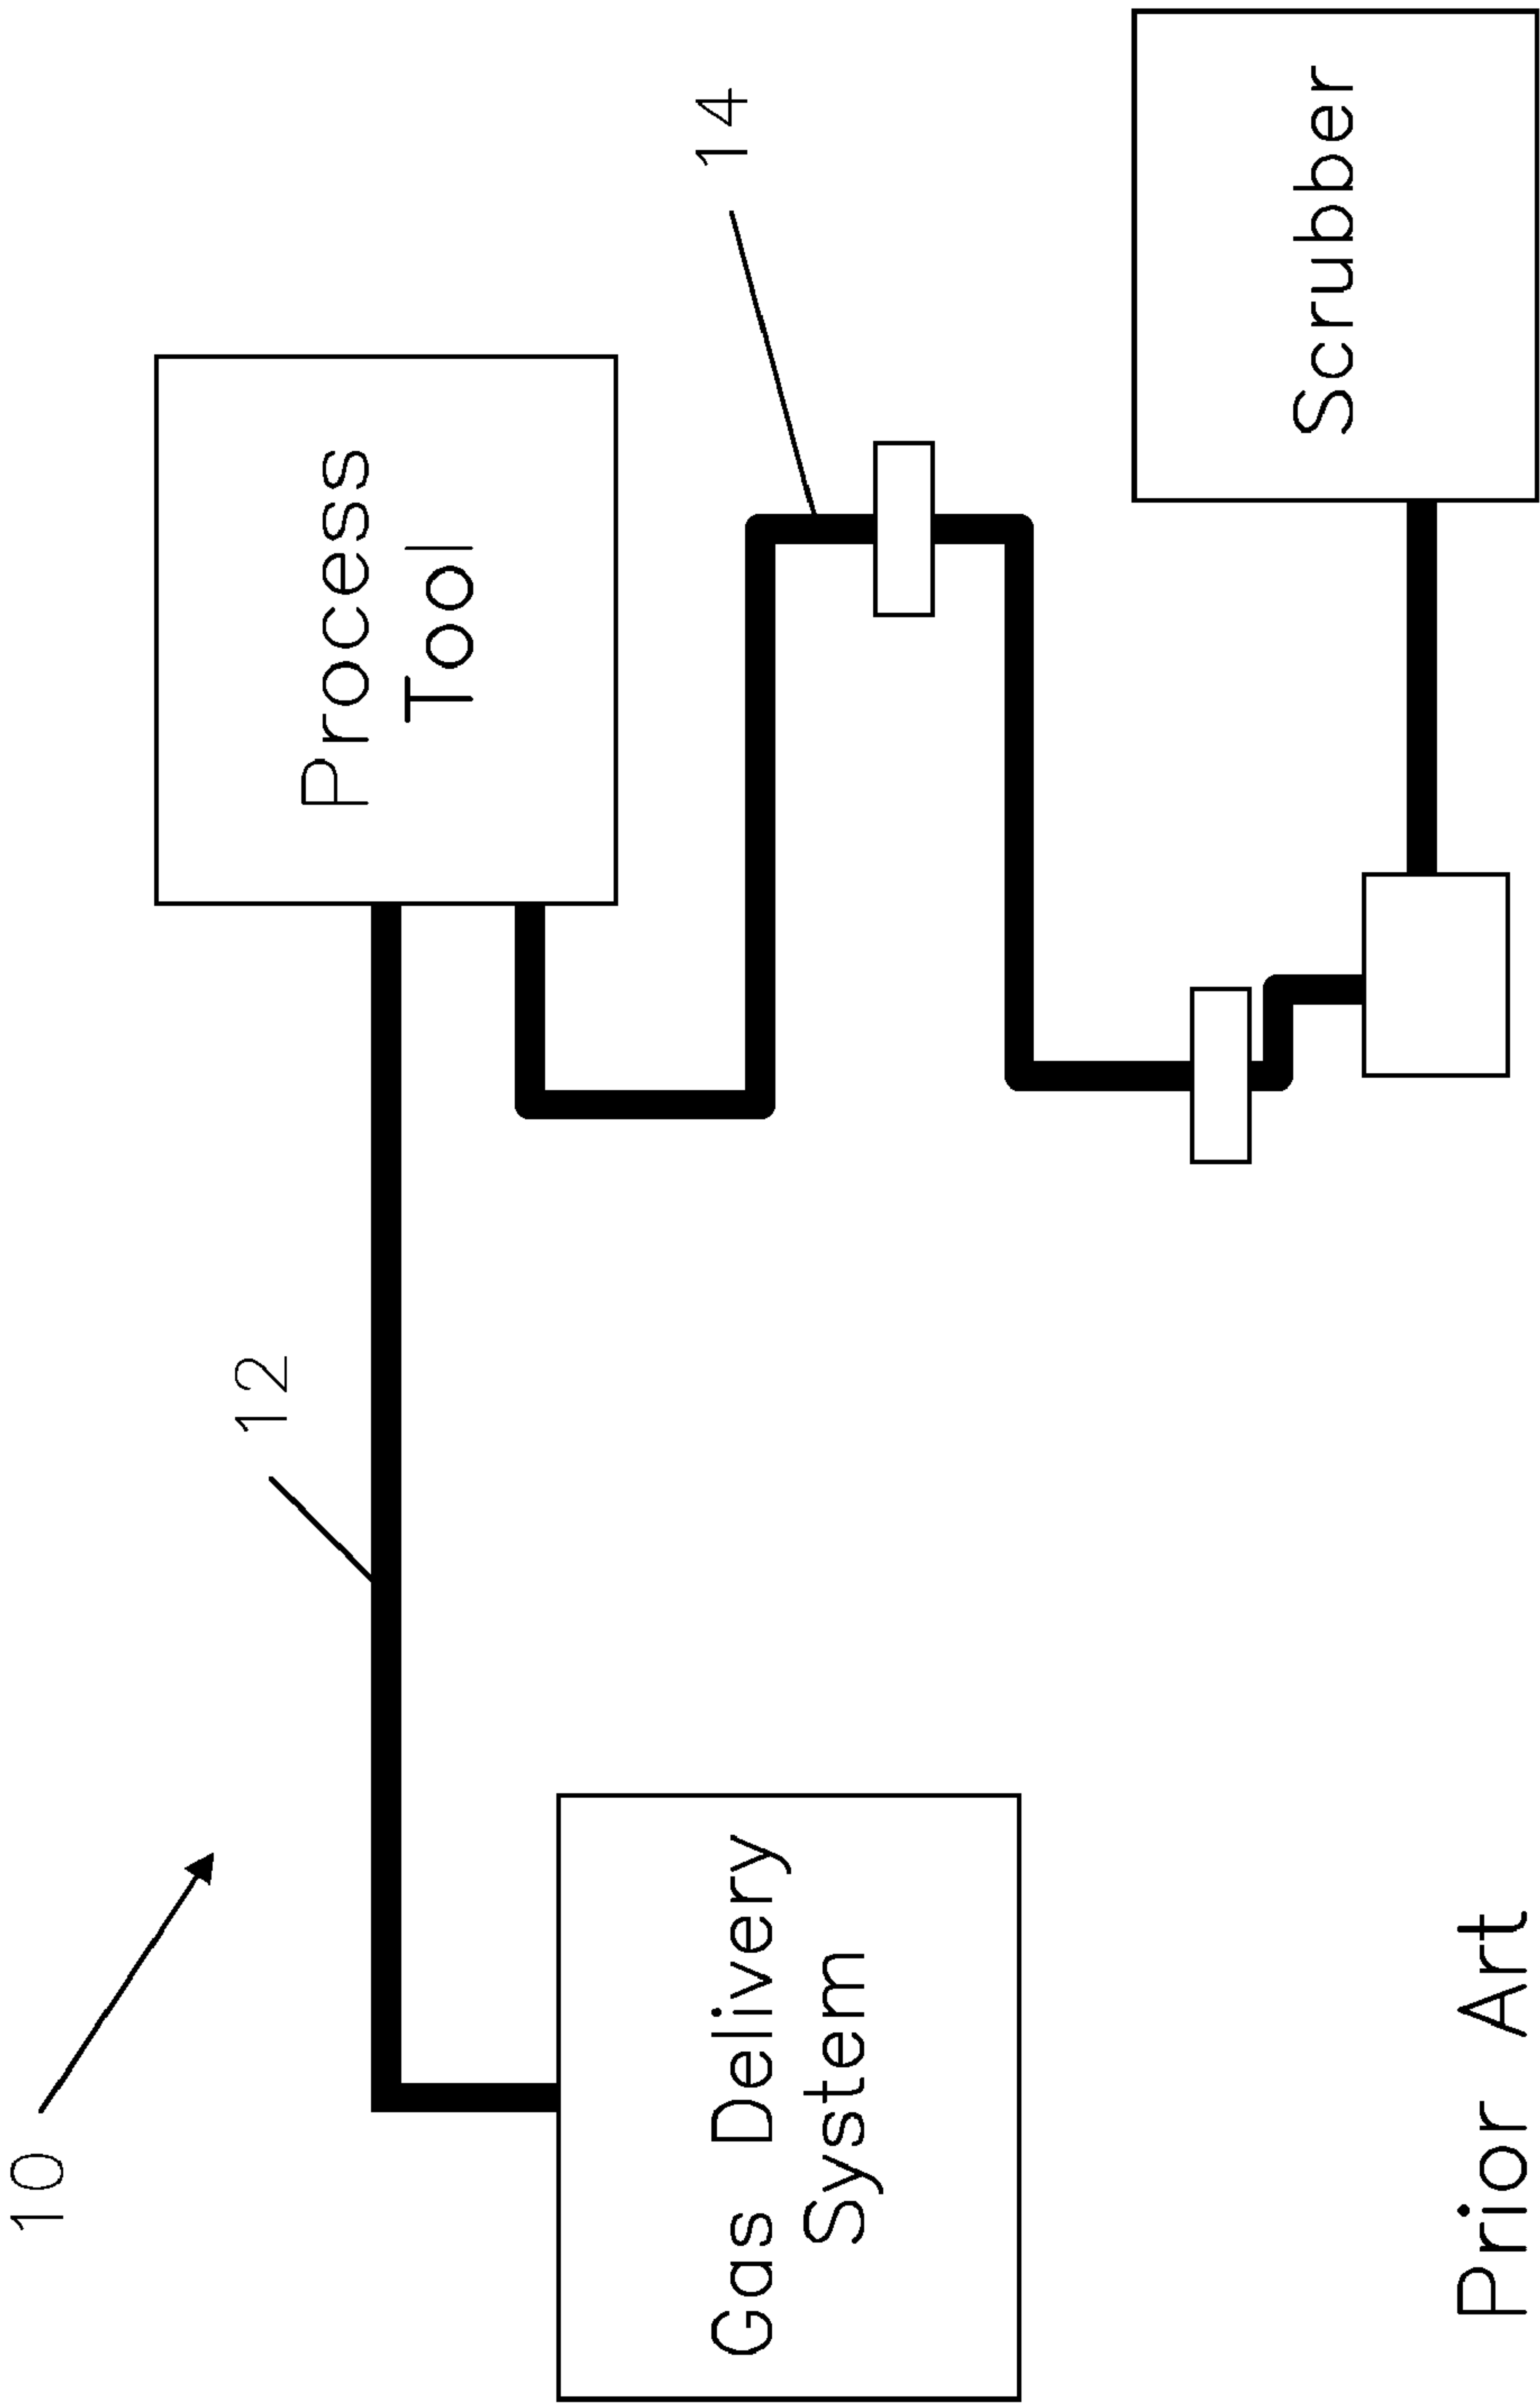 10
12
Process
Tool
14
Gas Delivery
System
Scrubber
Prior Art